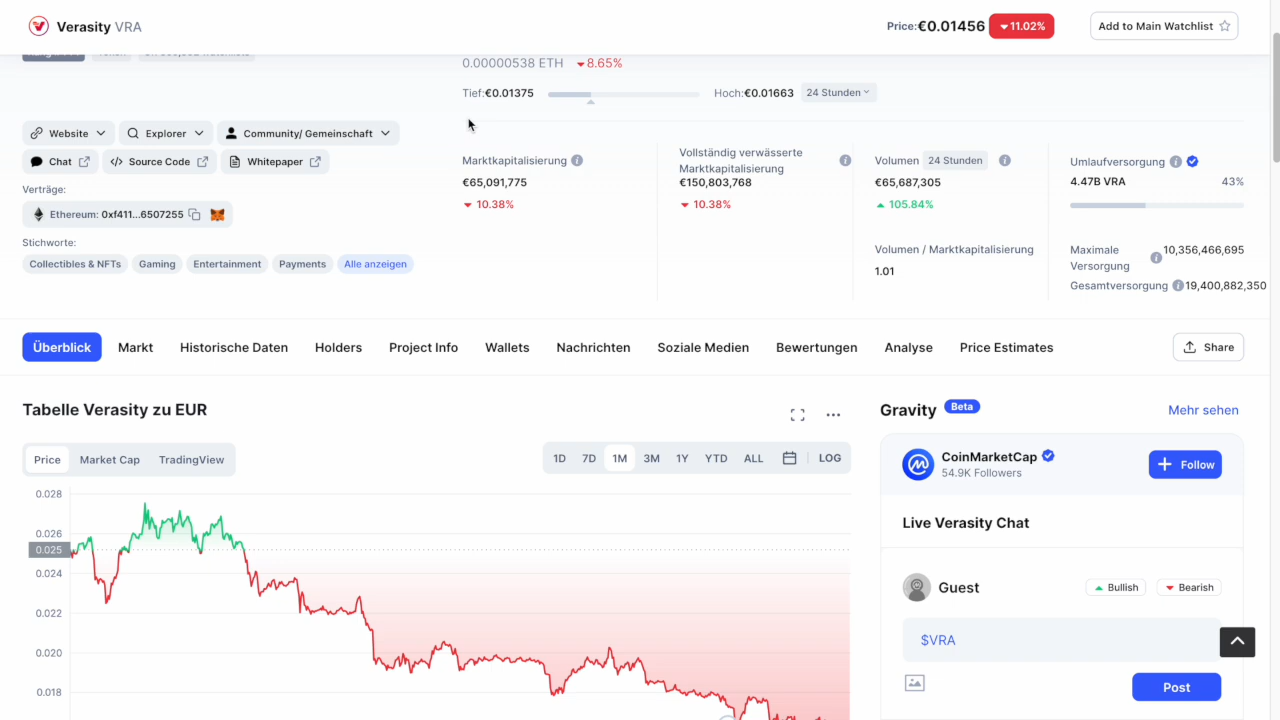 Verasity VRA
Price:€0.01456
11.02%
Add to Main Watchlist
0.00000538 ETH
8.65%
Tief:€0.01375
Hoch:€0.01663
24 Stunden
Website
Explorer
Community/ Gemeinschaft
Chat
Source Code
Whitepaper
Verträge:
Ethereum: 0xf411...6507255
Stichworte:
Collectibles & NFTs
Gaming
Entertainment
Payments
Alle anzeigen
Marktkapitalisierung
€65,091,775
10.38%
Vollständig verwässerte
Marktkapitalisierung
€150,803,768
10.38%
Volumen 24 Stunden
€65,687,305
105.84%
Volumen / Marktkapitalisierung
1.01
Umlaufversorgung
4.47B VRA
43%
Maximale
Versorgung
10,356,466,695
Gesamtversorgung
19,400,882,350
Überblick
Markt
Historische Daten
Holders
Project Info
Wallets
Nachrichten
Soziale Medien
Bewertungen
Analyse
Price Estimates
Share
Tabelle Verasity zu EUR
Price
Market Cap
TradingView
1D
7D
1M
3M
1Y
YTD
ALL
LOG
0.028
0.026
0.025
0.024
0.022
0.020
0.018
Gravity Beta
Mehr sehen
CoinMarketCap
54.9K Followers
Follow
Live Verasity Chat
Guest
Bullish
Bearish
$VRA
Post